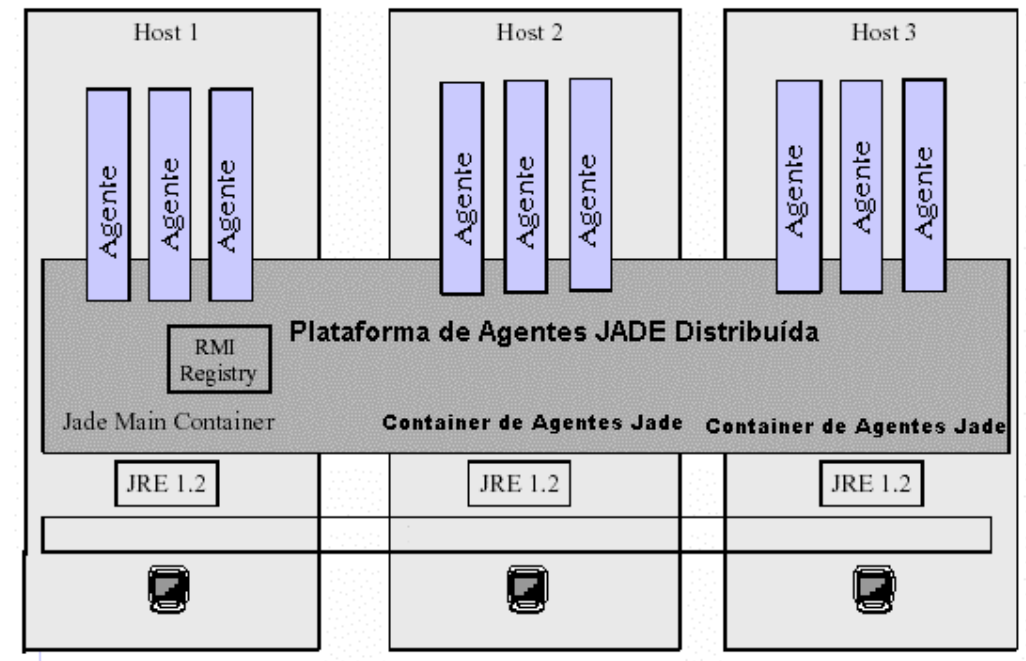 Host 1
Host 2
Host 3
Agente
Agente
Agente
Agente
Agente
Agente
Agente
Agente
Agente
Plataforma de Agentes JADE Distribuída
RMI
Registry
Jade Main Container
Container de Agentes Jade
Container de Agentes Jade
JRE 1.2
JRE 1.2
JRE 1.2